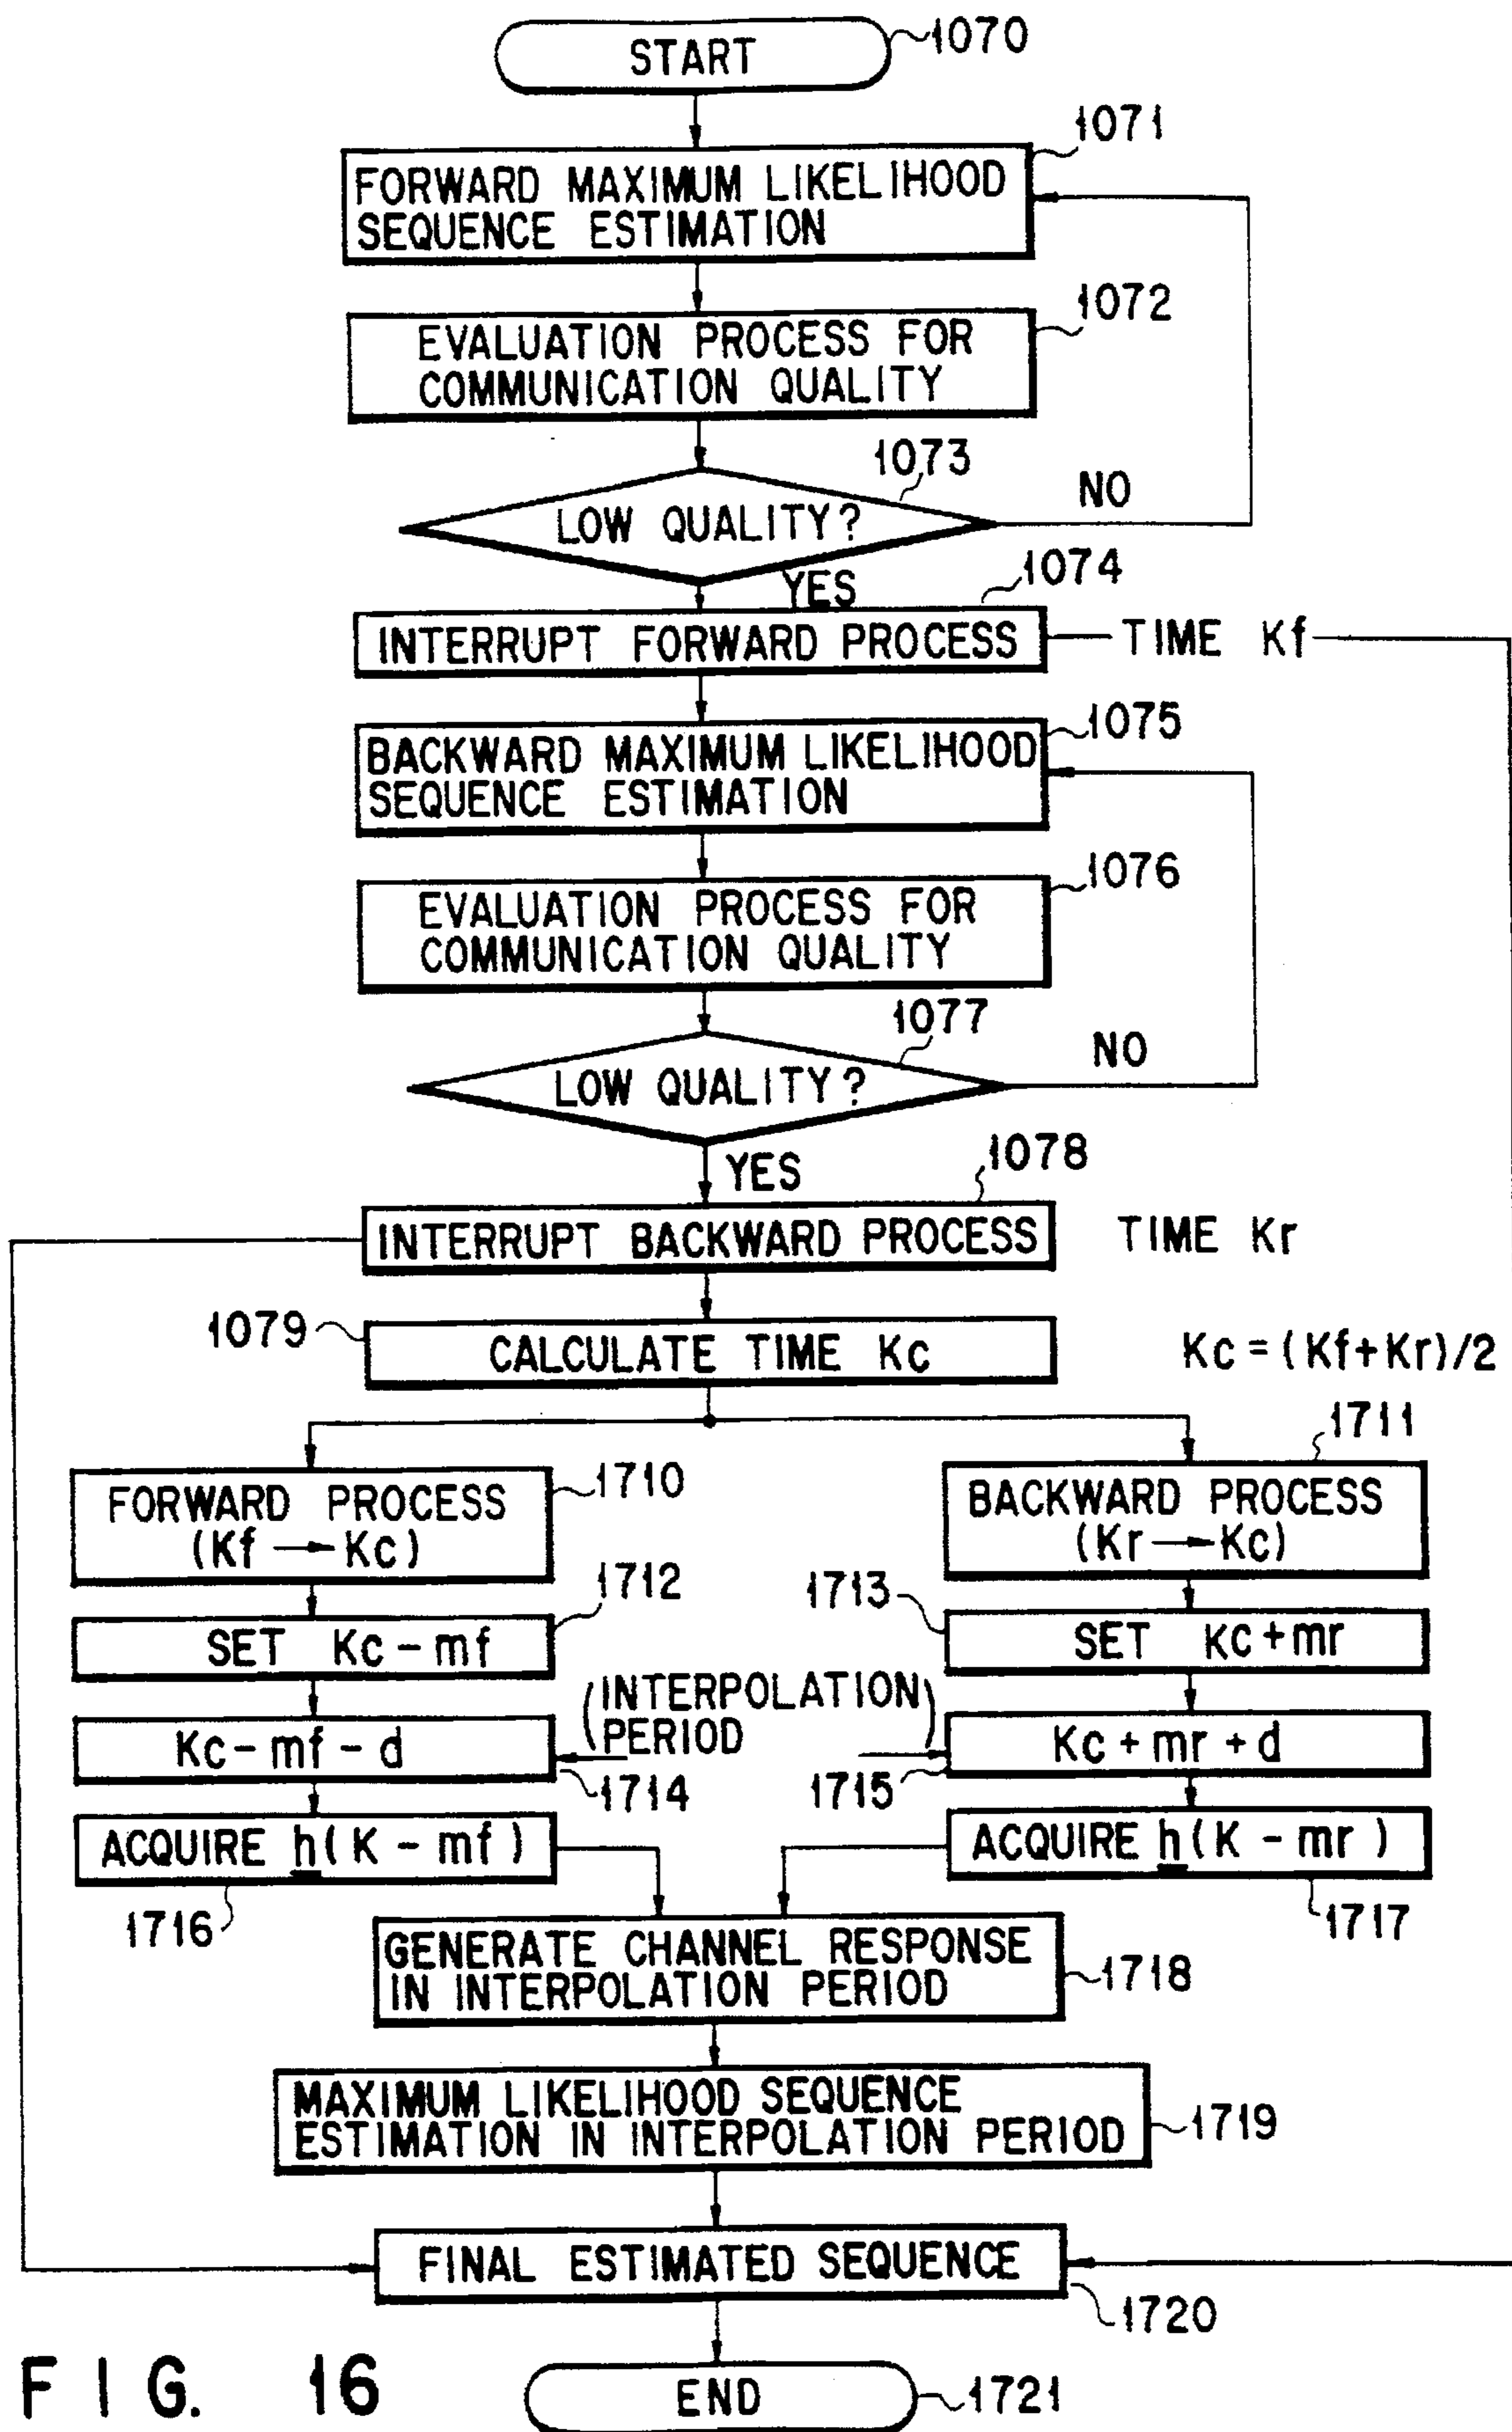 START
1070
1071
FORWARD MAXIMUM LIKELIHOOD
SEQUENCE ESTIMATION
1072
EVALUATION PROCESS FOR
COMMUNICATION QUALITY
1073
LOW QUALITY?
NO
YES
1074
INTERRUPT FORWARD PROCESS
TIME Kf
1075
BACKWARD MAXIMUM LIKELIHOOD
SEQUENCE ESTIMATION
1076
EVALUATION PROCESS FOR
COMMUNICATION QUALITY
1077
LOW QUALITY?
NO
YES
1078
INTERRUPT BACKWARD PROCESS
TIME Kr
1079
CALCULATE TIME Kc
Kc = (Kf+Kr)/2
1710
FORWARD PROCESS
(Kf → Kc)
1711
BACKWARD PROCESS
(Kr → Kc)
1712
SET Kc - mf
1713
SET Kc + mr
(INTERPOLATION
PERIOD)
Kc - mf - d
1714
Kc + mr + d
1715
ACQUIRE h(K - mf)
1716
ACQUIRE h(K - mr)
1717
GENERATE CHANNEL RESPONSE
IN INTERPOLATION PERIOD
1718
MAXIMUM LIKELIHOOD SEQUENCE
ESTIMATION IN INTERPOLATION PERIOD
1719
FINAL ESTIMATED SEQUENCE
1720
END
1721
FIG. 16